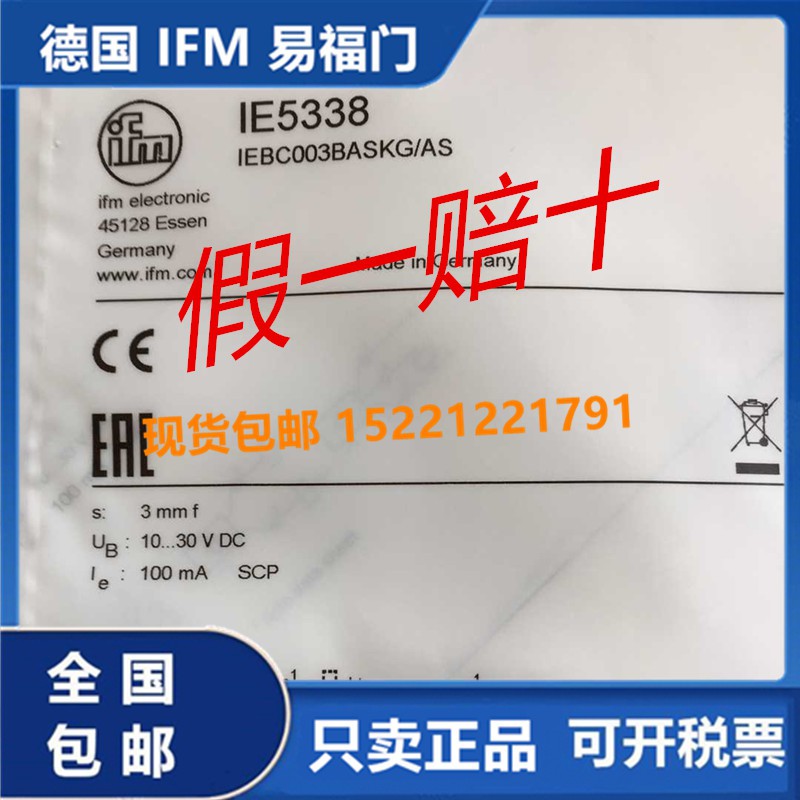 德国 IFM 易福门
ifm
IE5338
IEBC003BASKG/AS
ifm electronic
45128 Essen
Germany
www.ifm.com
Made in Germany
假一赔十
CE
EAC
现货包邮 15221221791
s: 3 mm f
UB : 10...30 V DC
Ie : 100 mA SCP
全国
包邮
只卖正品 可开税票